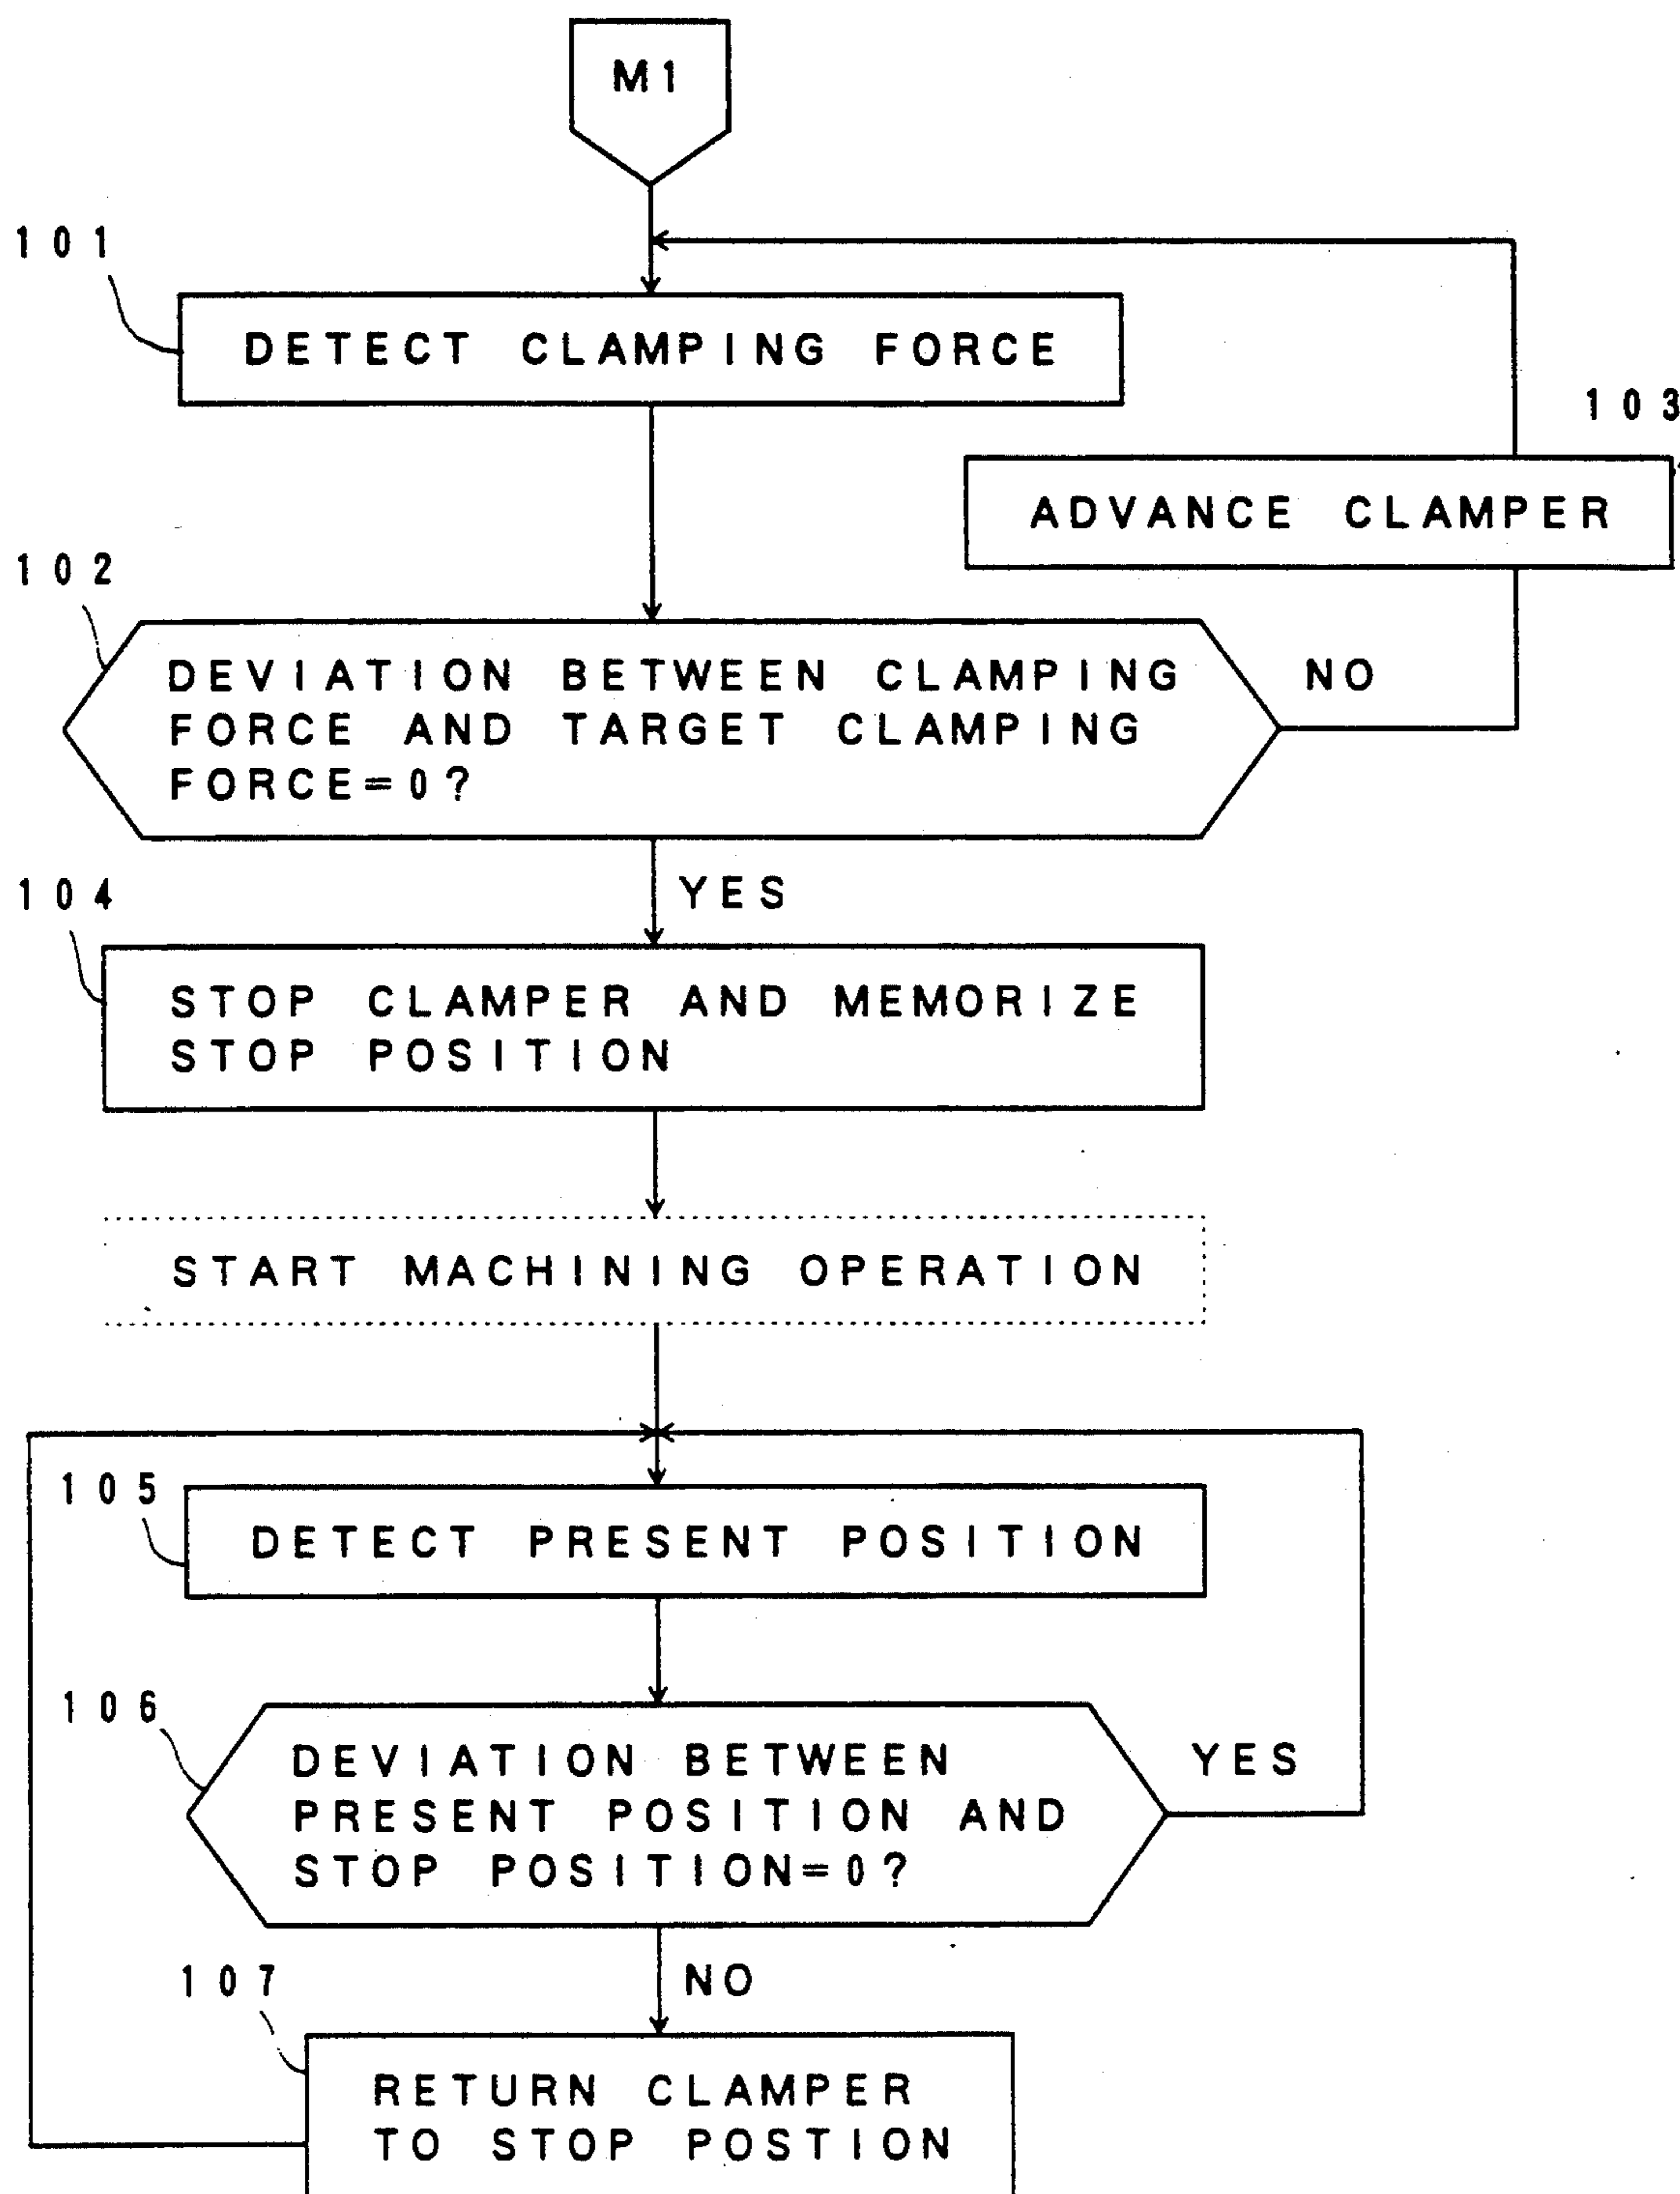 M1
101
DETECT CLAMPING FORCE
103
ADVANCE CLAMPER
102
DEVIATION BETWEEN CLAMPING
FORCE AND TARGET CLAMPING
FORCE=0?
NO
YES
104
STOP CLAMPER AND MEMORIZE
STOP POSITION
START MACHINING OPERATION
105
DETECT PRESENT POSITION
106
DEVIATION BETWEEN
PRESENT POSITION AND
STOP POSITION=0?
YES
NO
107
RETURN CLAMPER
TO STOP POSTION